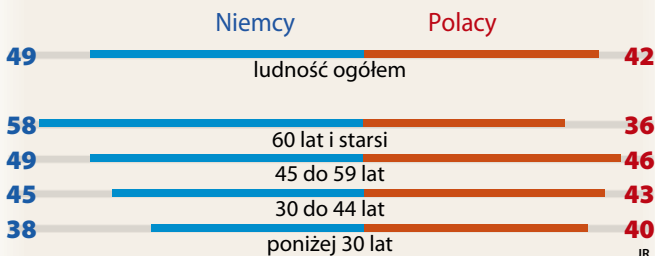 Niemcy Polacy
49 42
ludność ogółem
58 36
60 lat i starsi
49 46
45 do 59 lat
45 43
30 do 44 lat
38 40
poniżej 30 lat
JR